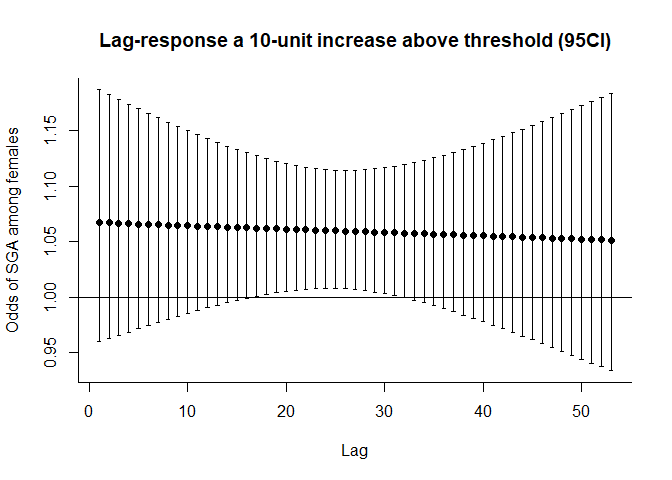 Lag-response a 10-unit increase above threshold (95CI)
Odds of SGA among females
1.15
1.10
1.05
1.00
0.95
0 10 20 30 40 50
Lag